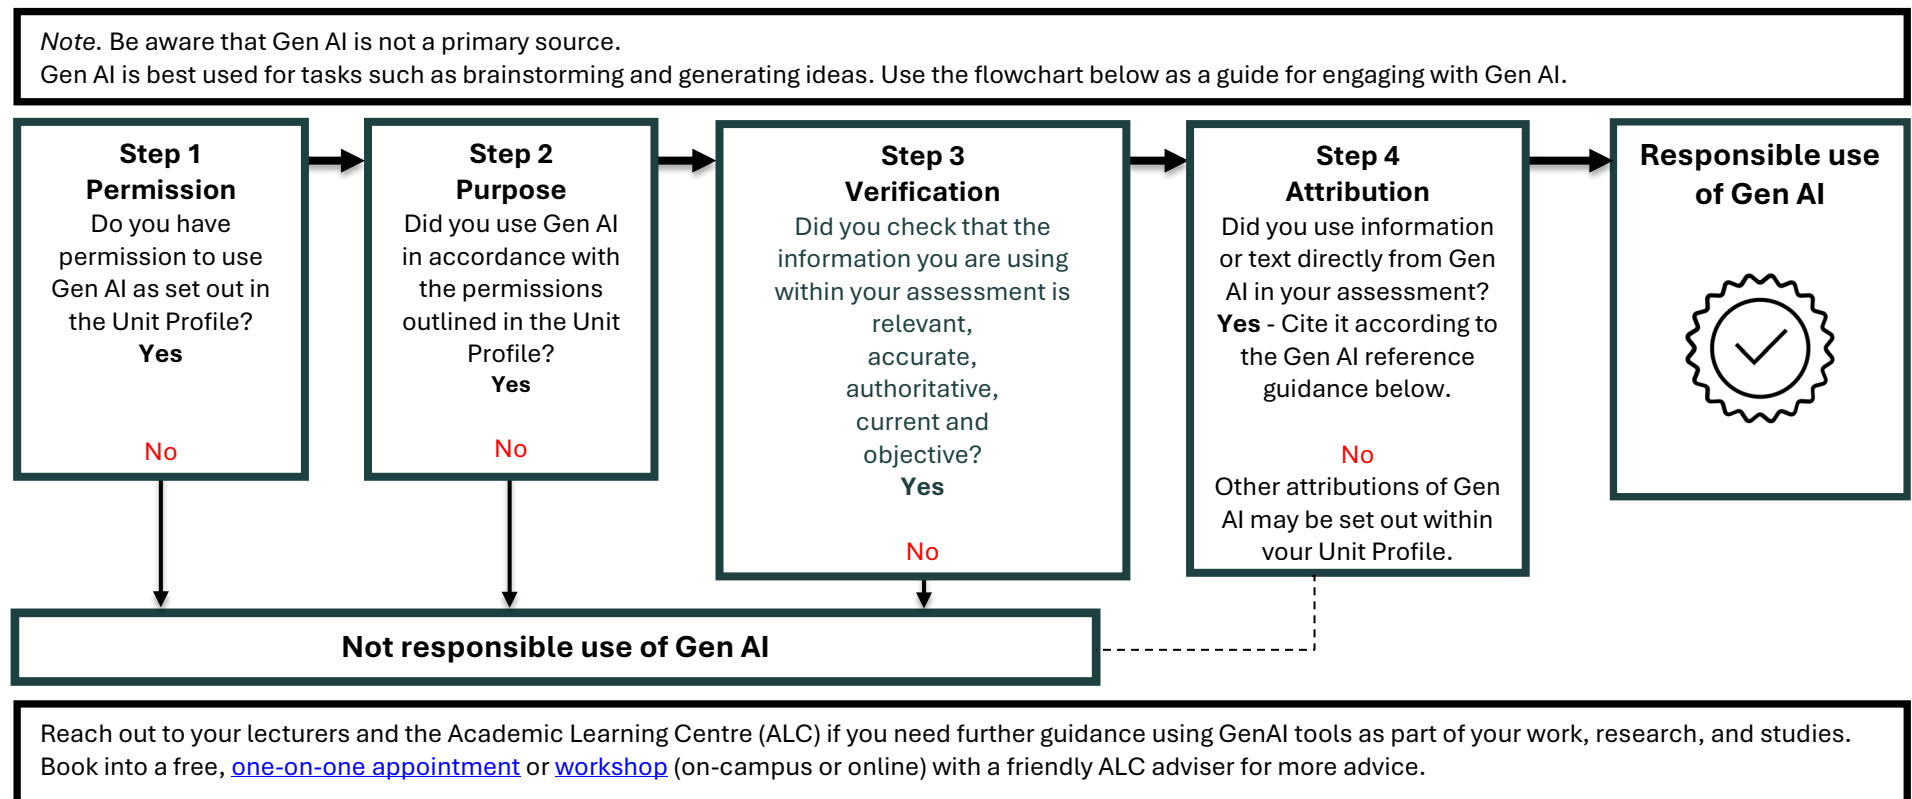 Note. Be aware that Gen AI is not a primary source.
Gen AI is best used for tasks such as brainstorming and generating ideas. Use the flowchart below as a guide for engaging with Gen AI.
Step 1
Permission
Do you have
permission to use
Gen AI as set out in
the Unit Profile?
Yes
No
Step 2
Purpose
Did you use Gen AI
in accordance with
the permissions
outlined in the Unit
Profile?
Yes
No
Step 3
Verification
Did you check that the
information you are using
within your assessment is
relevant,
accurate,
authoritative,
current and
objective?
Yes
No
Step 4
Attribution
Did you use information
or text directly from Gen
AI in your assessment?
Yes - Cite it according to
the Gen AI reference
guidance below.
No
Other attributions of Gen
AI may be set out within
your Unit Profile.
Responsible use
of Gen AI
Not responsible use of Gen AI
Reach out to your lecturers and the Academic Learning Centre (ALC) if you need further guidance using GenAI tools as part of your work, research, and studies.
Book into a free, one-on-one appointment or workshop (on-campus or online) with a friendly ALC adviser for more advice.